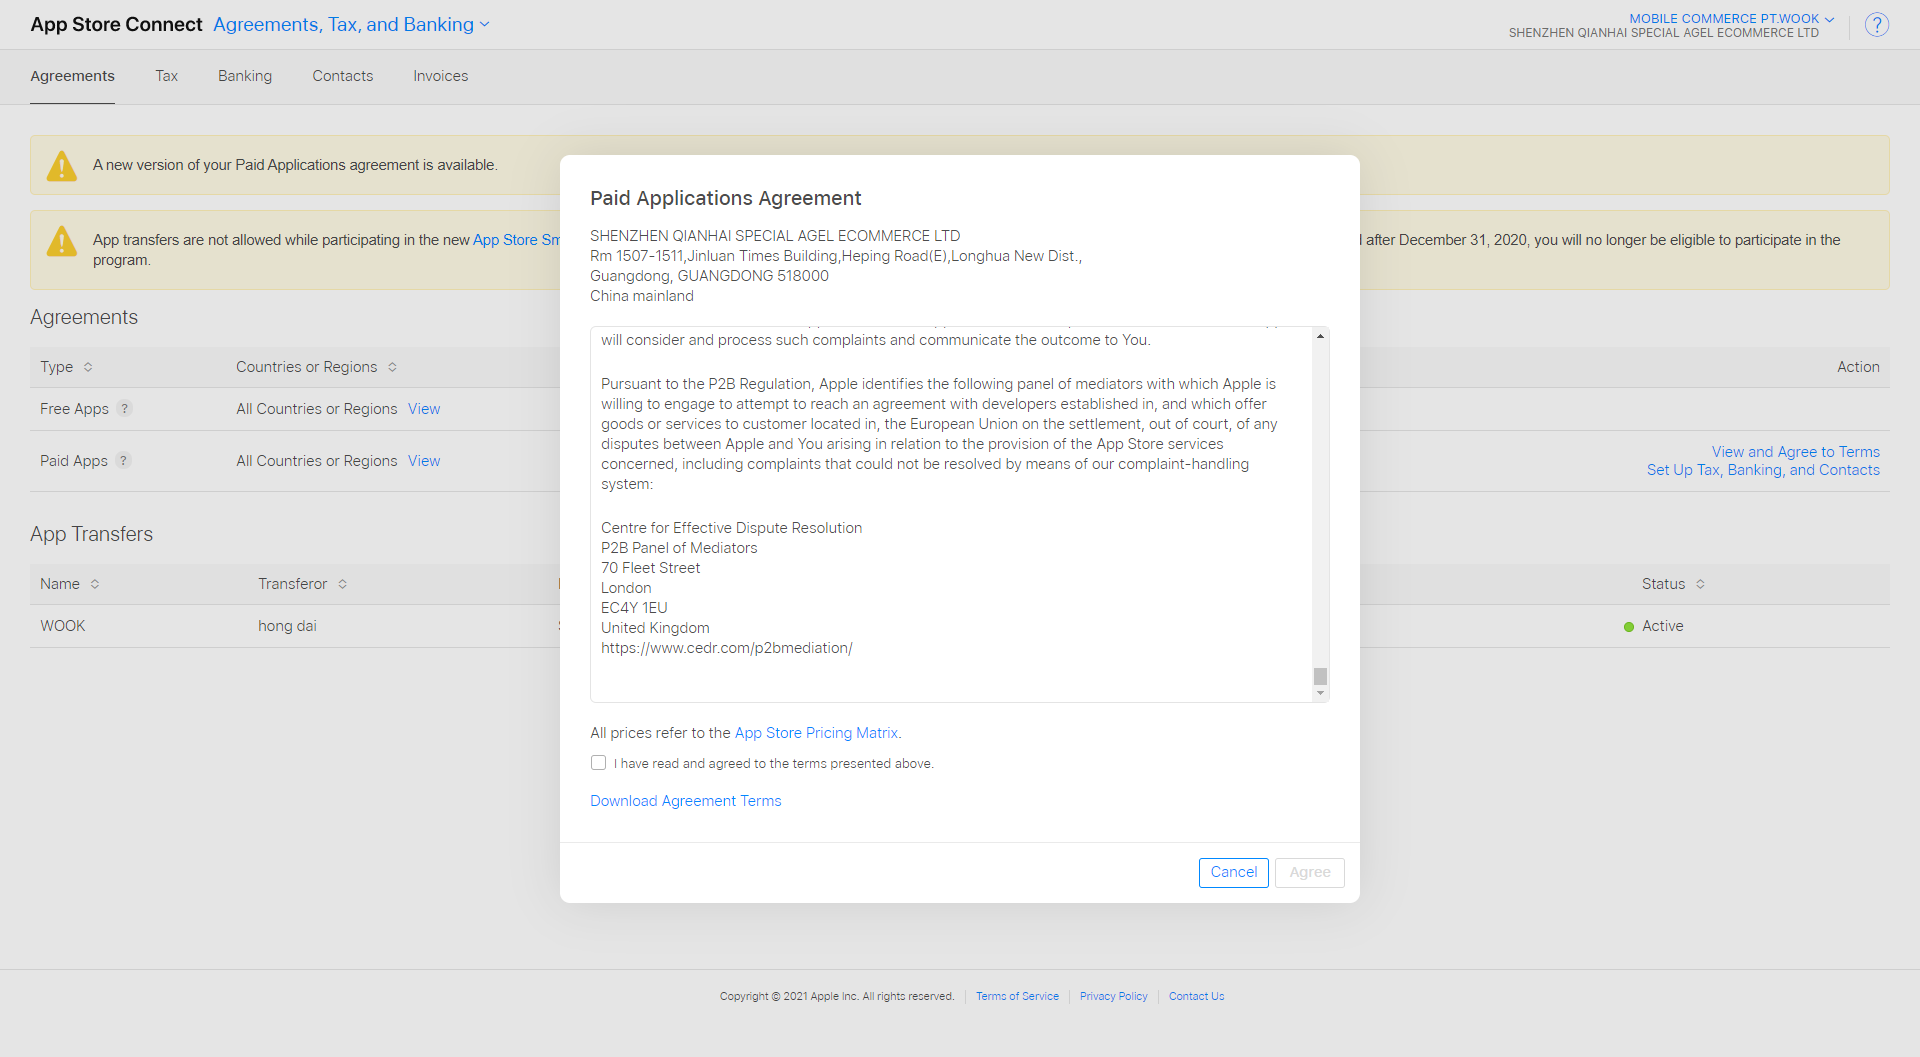 App Store Connect Agreements, Tax, and Banking
MOBILE COMMERCE PT.WOOK
SHENZHEN QIANHAI SPECIAL AGEL ECOMMERCE LTD
?
Agreements Tax Banking Contacts Invoices
A new version of your Paid Applications agreement is available.
App transfers are not allowed while participating in the new App Store Sm
after December 31, 2020, you will no longer be eligible to participate in the
program.
Agreements
Type Countries or Regions Action
Free Apps ? All Countries or Regions View
Paid Apps ? All Countries or Regions View
View and Agree to Terms
Set Up Tax, Banking, and Contacts
App Transfers
Name Transferor Status
WOOK hong dai Active
Paid Applications Agreement
SHENZHEN QIANHAI SPECIAL AGEL ECOMMERCE LTD
Rm 1507-1511,Jinluan Times Building,Heping Road(E),Longhua New Dist.,
Guangdong, GUANGDONG 518000
China mainland
will consider and process such complaints and communicate the outcome to You.
Pursuant to the P2B Regulation, Apple identifies the following panel of mediators with which Apple is
willing to engage to attempt to reach an agreement with developers established in, and which offer
goods or services to customer located in, the European Union on the settlement, out of court, of any
disputes between Apple and You arising in relation to the provision of the App Store services
concerned, including complaints that could not be resolved by means of our complaint-handling
system:
Centre for Effective Dispute Resolution
P2B Panel of Mediators
70 Fleet Street
London
EC4Y 1EU
United Kingdom
https://www.cedr.com/p2bmediation/
All prices refer to the App Store Pricing Matrix.
I have read and agreed to the terms presented above.
Download Agreement Terms
Cancel Agree
Copyright © 2021 Apple Inc. All rights reserved. Terms of Service Privacy Policy Contact Us